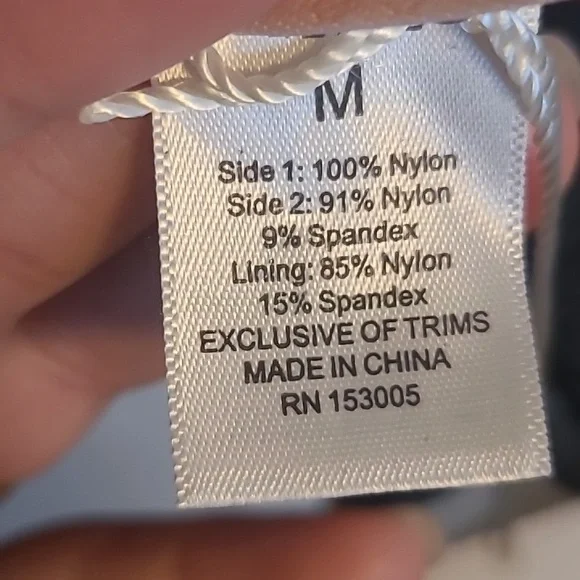 M
Side 1: 100% Nylon
Side 2: 91% Nylon
9% Spandex
Lining: 85% Nylon
15% Spandex
EXCLUSIVE OF TRIMS
MADE IN CHINA
RN 153005